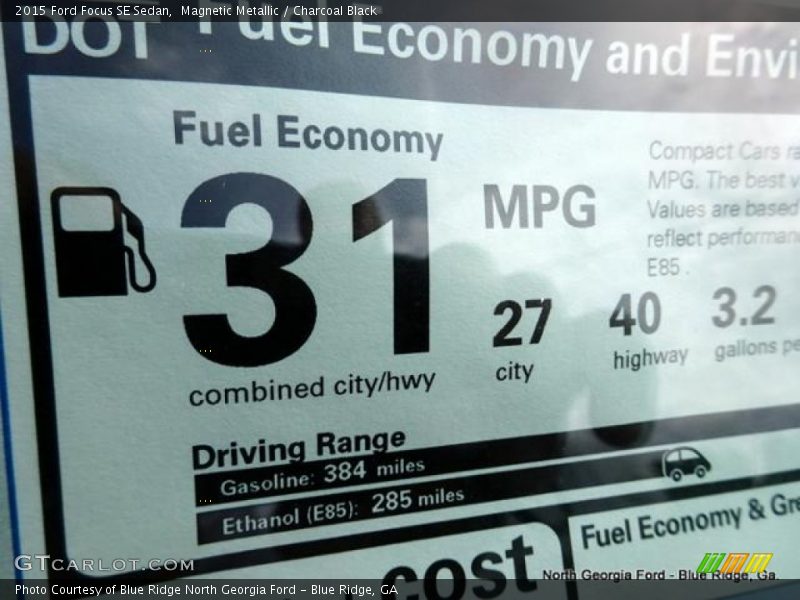 2015 Ford Focus SE Sedan, Magnetic Metallic / Charcoal Black
DOT Fuel Economy and Envi
Fuel Economy
31 MPG
combined city/hwy
27
city
40
highway
3.2
gallons pe
Compact Cars ra
MPG. The best v
Values are based
reflect performan
E85.
Driving Range
Gasoline: 384 miles
Ethanol (E85): 285 miles
cost
Fuel Economy & Gre
GTCARLOT.COM
North Georgia Ford - Blue Ridge, Ga.
Photo Courtesy of Blue Ridge North Georgia Ford - Blue Ridge, GA